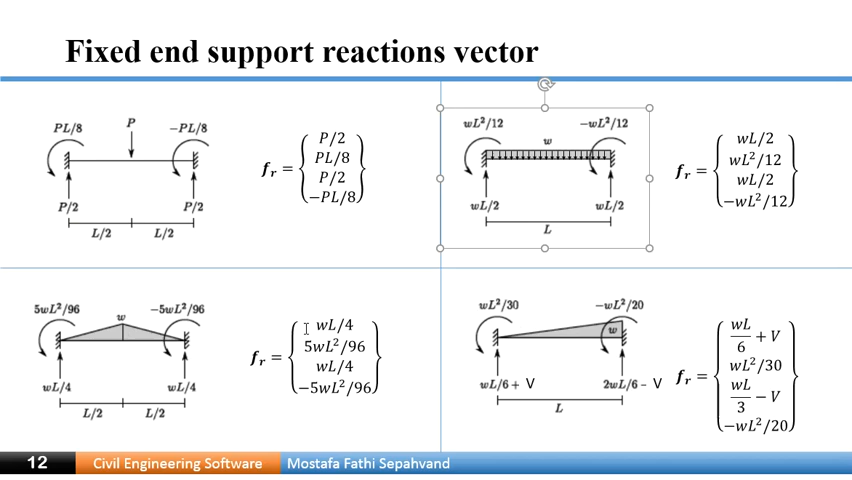 Fixed end support reactions vector
PL/8
P
-PL/8
P/2
P/2
L/2
L/2
f_r =
P/2
PL/8
P/2
−PL/8
wL²/12
-wL²/12
w
wL/2
wL/2
L
f_r =
wL/2
wL²/12
wL/2
−wL²/12
5wL²/96
w
-5wL²/96
wL/4
wL/4
L/2
L/2
f_r =
wL/4
5wL²/96
wL/4
−5wL²/96
wL²/30
-wL²/20
w
wL/6 + V
2wL/6 - V
L
f_r =
wL/6 + V
wL²/30
wL/3 − V
−wL²/20
12
Civil Engineering Software
Mostafa Fathi Sepahvand